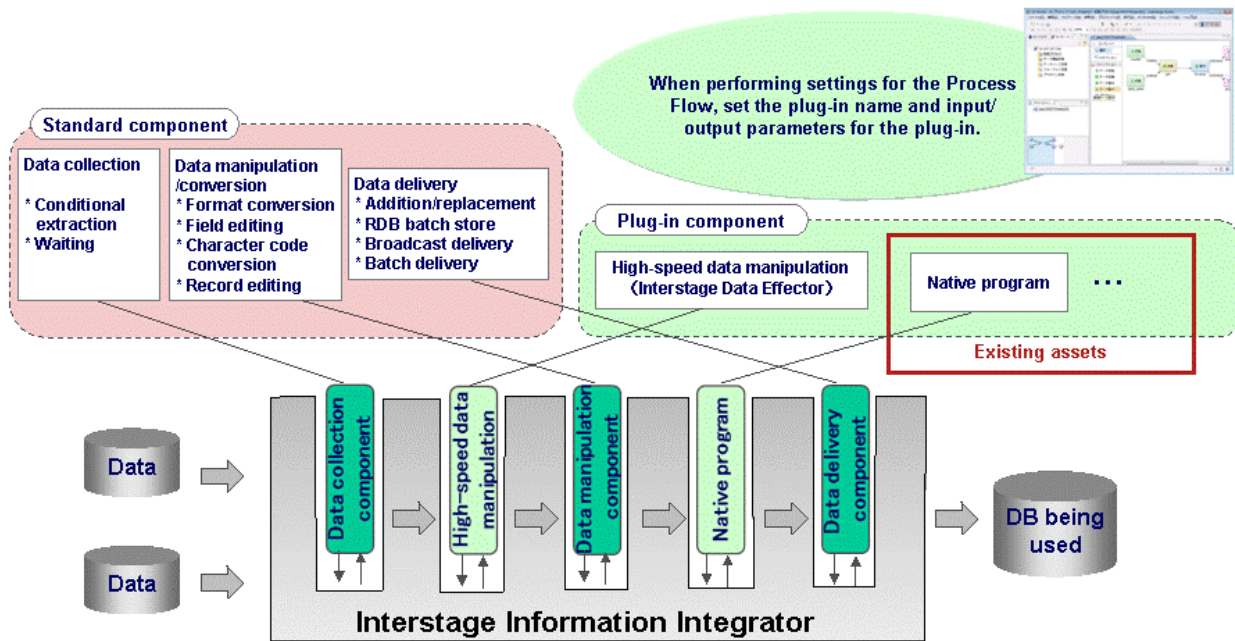 When performing settings for the Process
Flow, set the plug-in name and input/
output parameters for the plug-in.
Standard component
Data collection
* Conditional
extraction
* Waiting
Data manipulation
/conversion
* Format conversion
* Field editing
* Character code
conversion
* Record editing
Data delivery
* Addition/replacement
* RDB batch store
* Broadcast delivery
* Batch delivery
Plug-in component
High-speed data manipulation
（Interstage Data Effector）
Native program
...
Existing assets
Data
Data
Data collection
component
High-speed data
manipulation
Data manipulation
component
Native program
Data delivery
component
DB being
used
Interstage Information Integrator